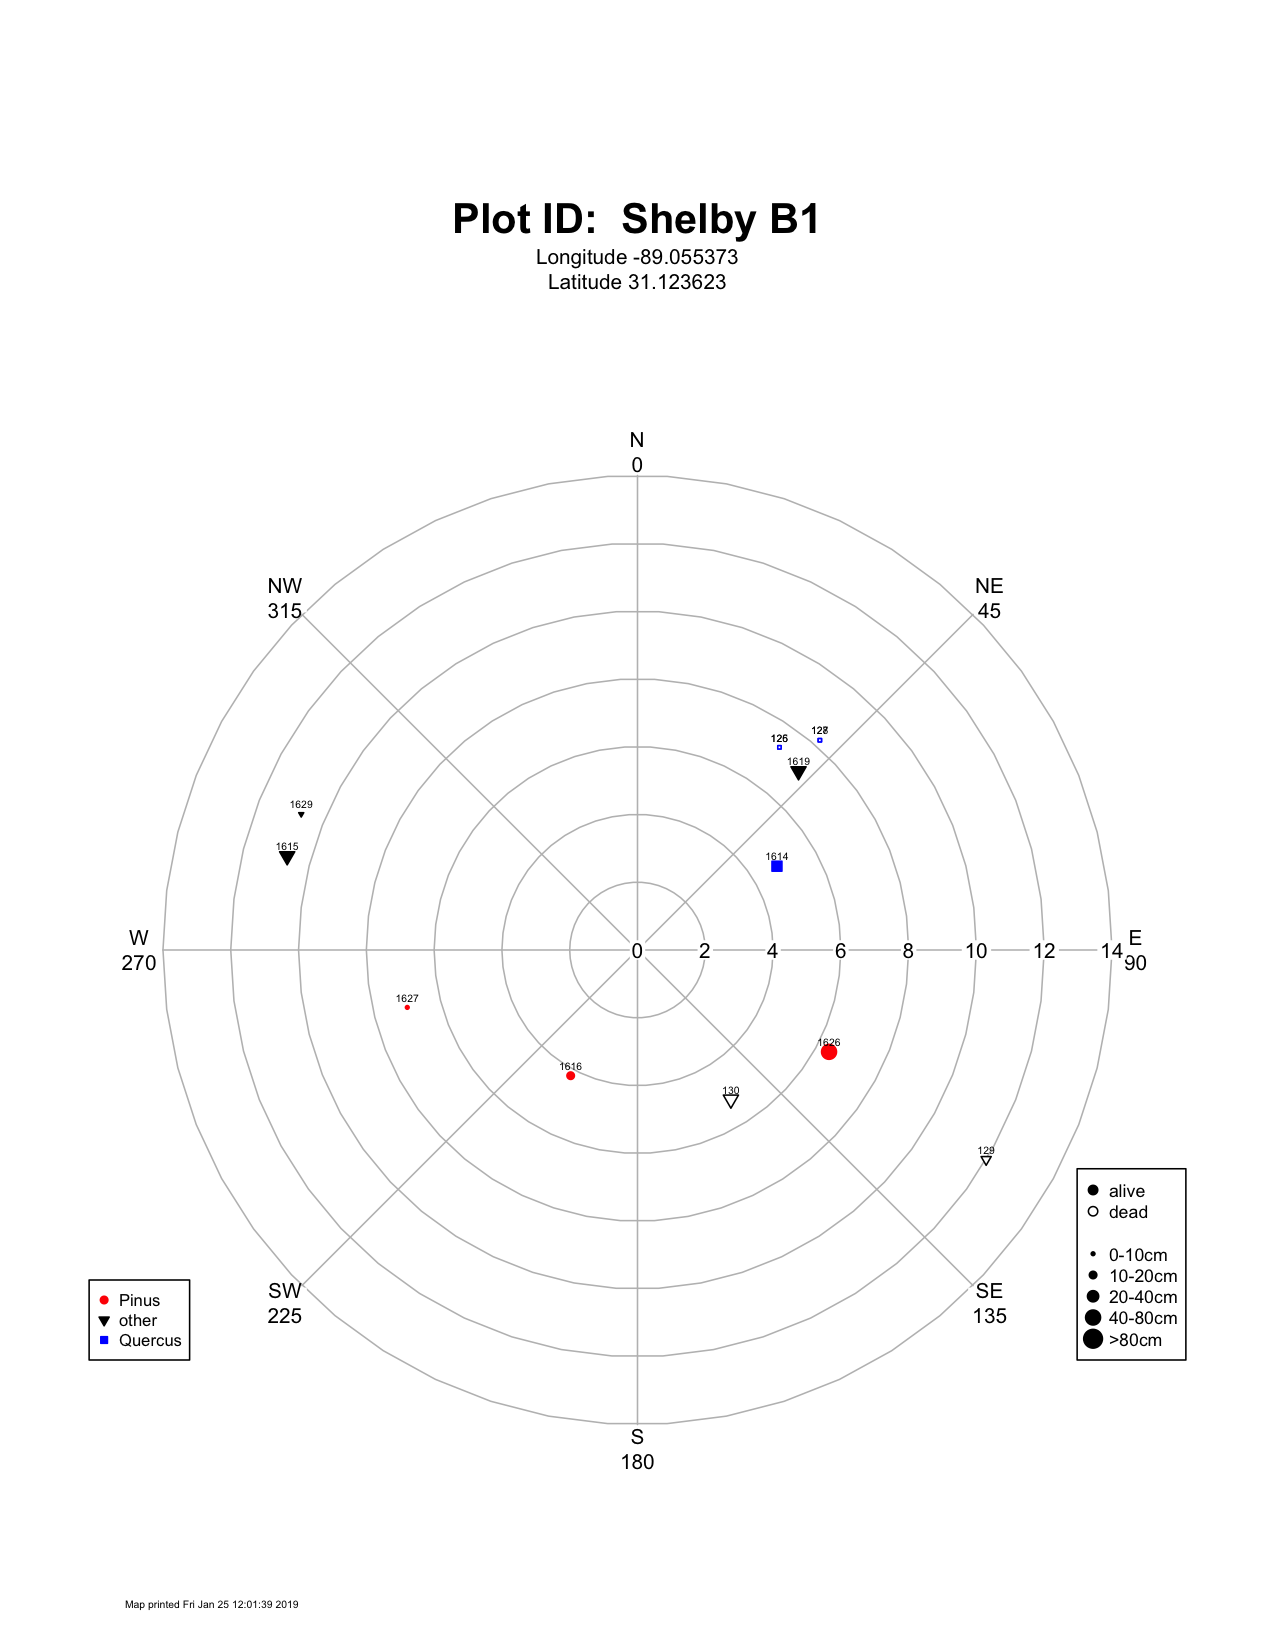 Plot ID:  Shelby B1
Longitude -89.055373
Latitude 31.123623
N
0
NW
315
NE
45
1629
1615
1619
1614
W
270
0 2 4 6 8 10 12 14
E
90
1627
1616
1626
130
129
SW
225
SE
135
S
180
Pinus
other
Quercus
alive
dead
0-10cm
10-20cm
20-40cm
40-80cm
>80cm
Map printed Fri Jan 25 12:01:39 2019